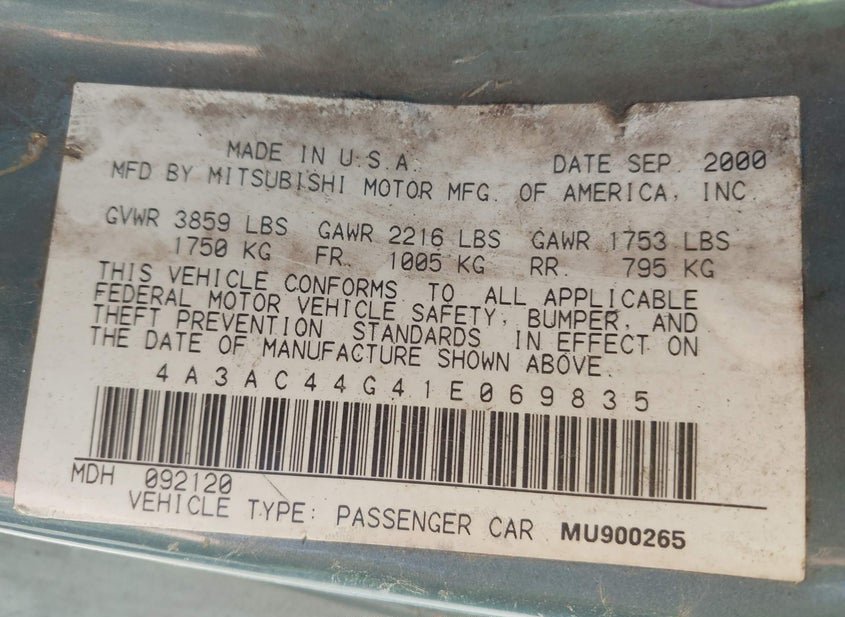 MADE IN U.S.A. DATE SEP. 2000
MFD BY MITSUBISHI MOTOR MFG. OF AMERICA, INC
GVWR 3859 LBS GAWR 2216 LBS GAWR 1753 LBS
1750 KG FR. 1005 KG RR. 795 KG
THIS VEHICLE CONFORMS TO ALL APPLICABLE
FEDERAL MOTOR VEHICLE SAFETY, BUMPER, AND
THEFT PREVENTION STANDARDS IN EFFECT ON
THE DATE OF MANUFACTURE SHOWN ABOVE.
4A3AC44G41E069835
MDH 092120
VEHICLE TYPE: PASSENGER CAR MU900265